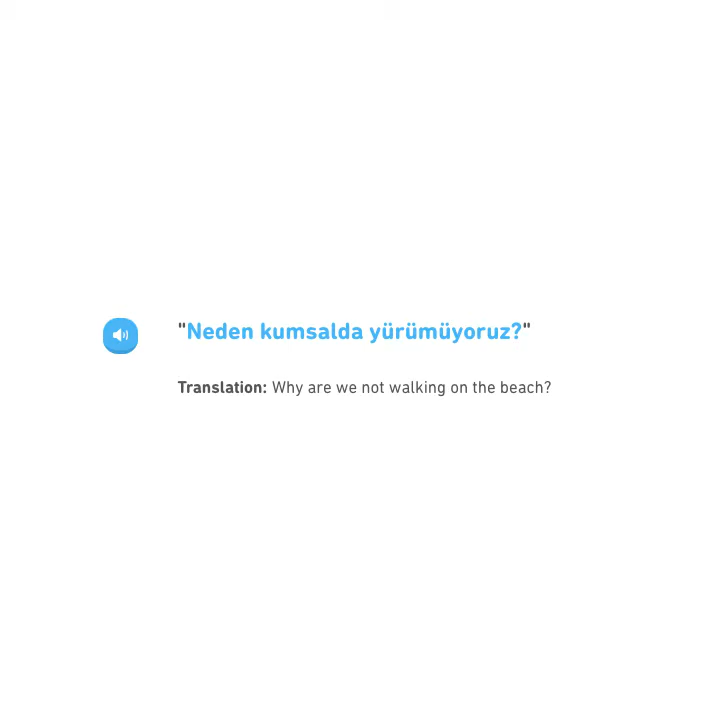 "Neden kumsalda yürümüyoruz?"
Translation: Why are we not walking on the beach?